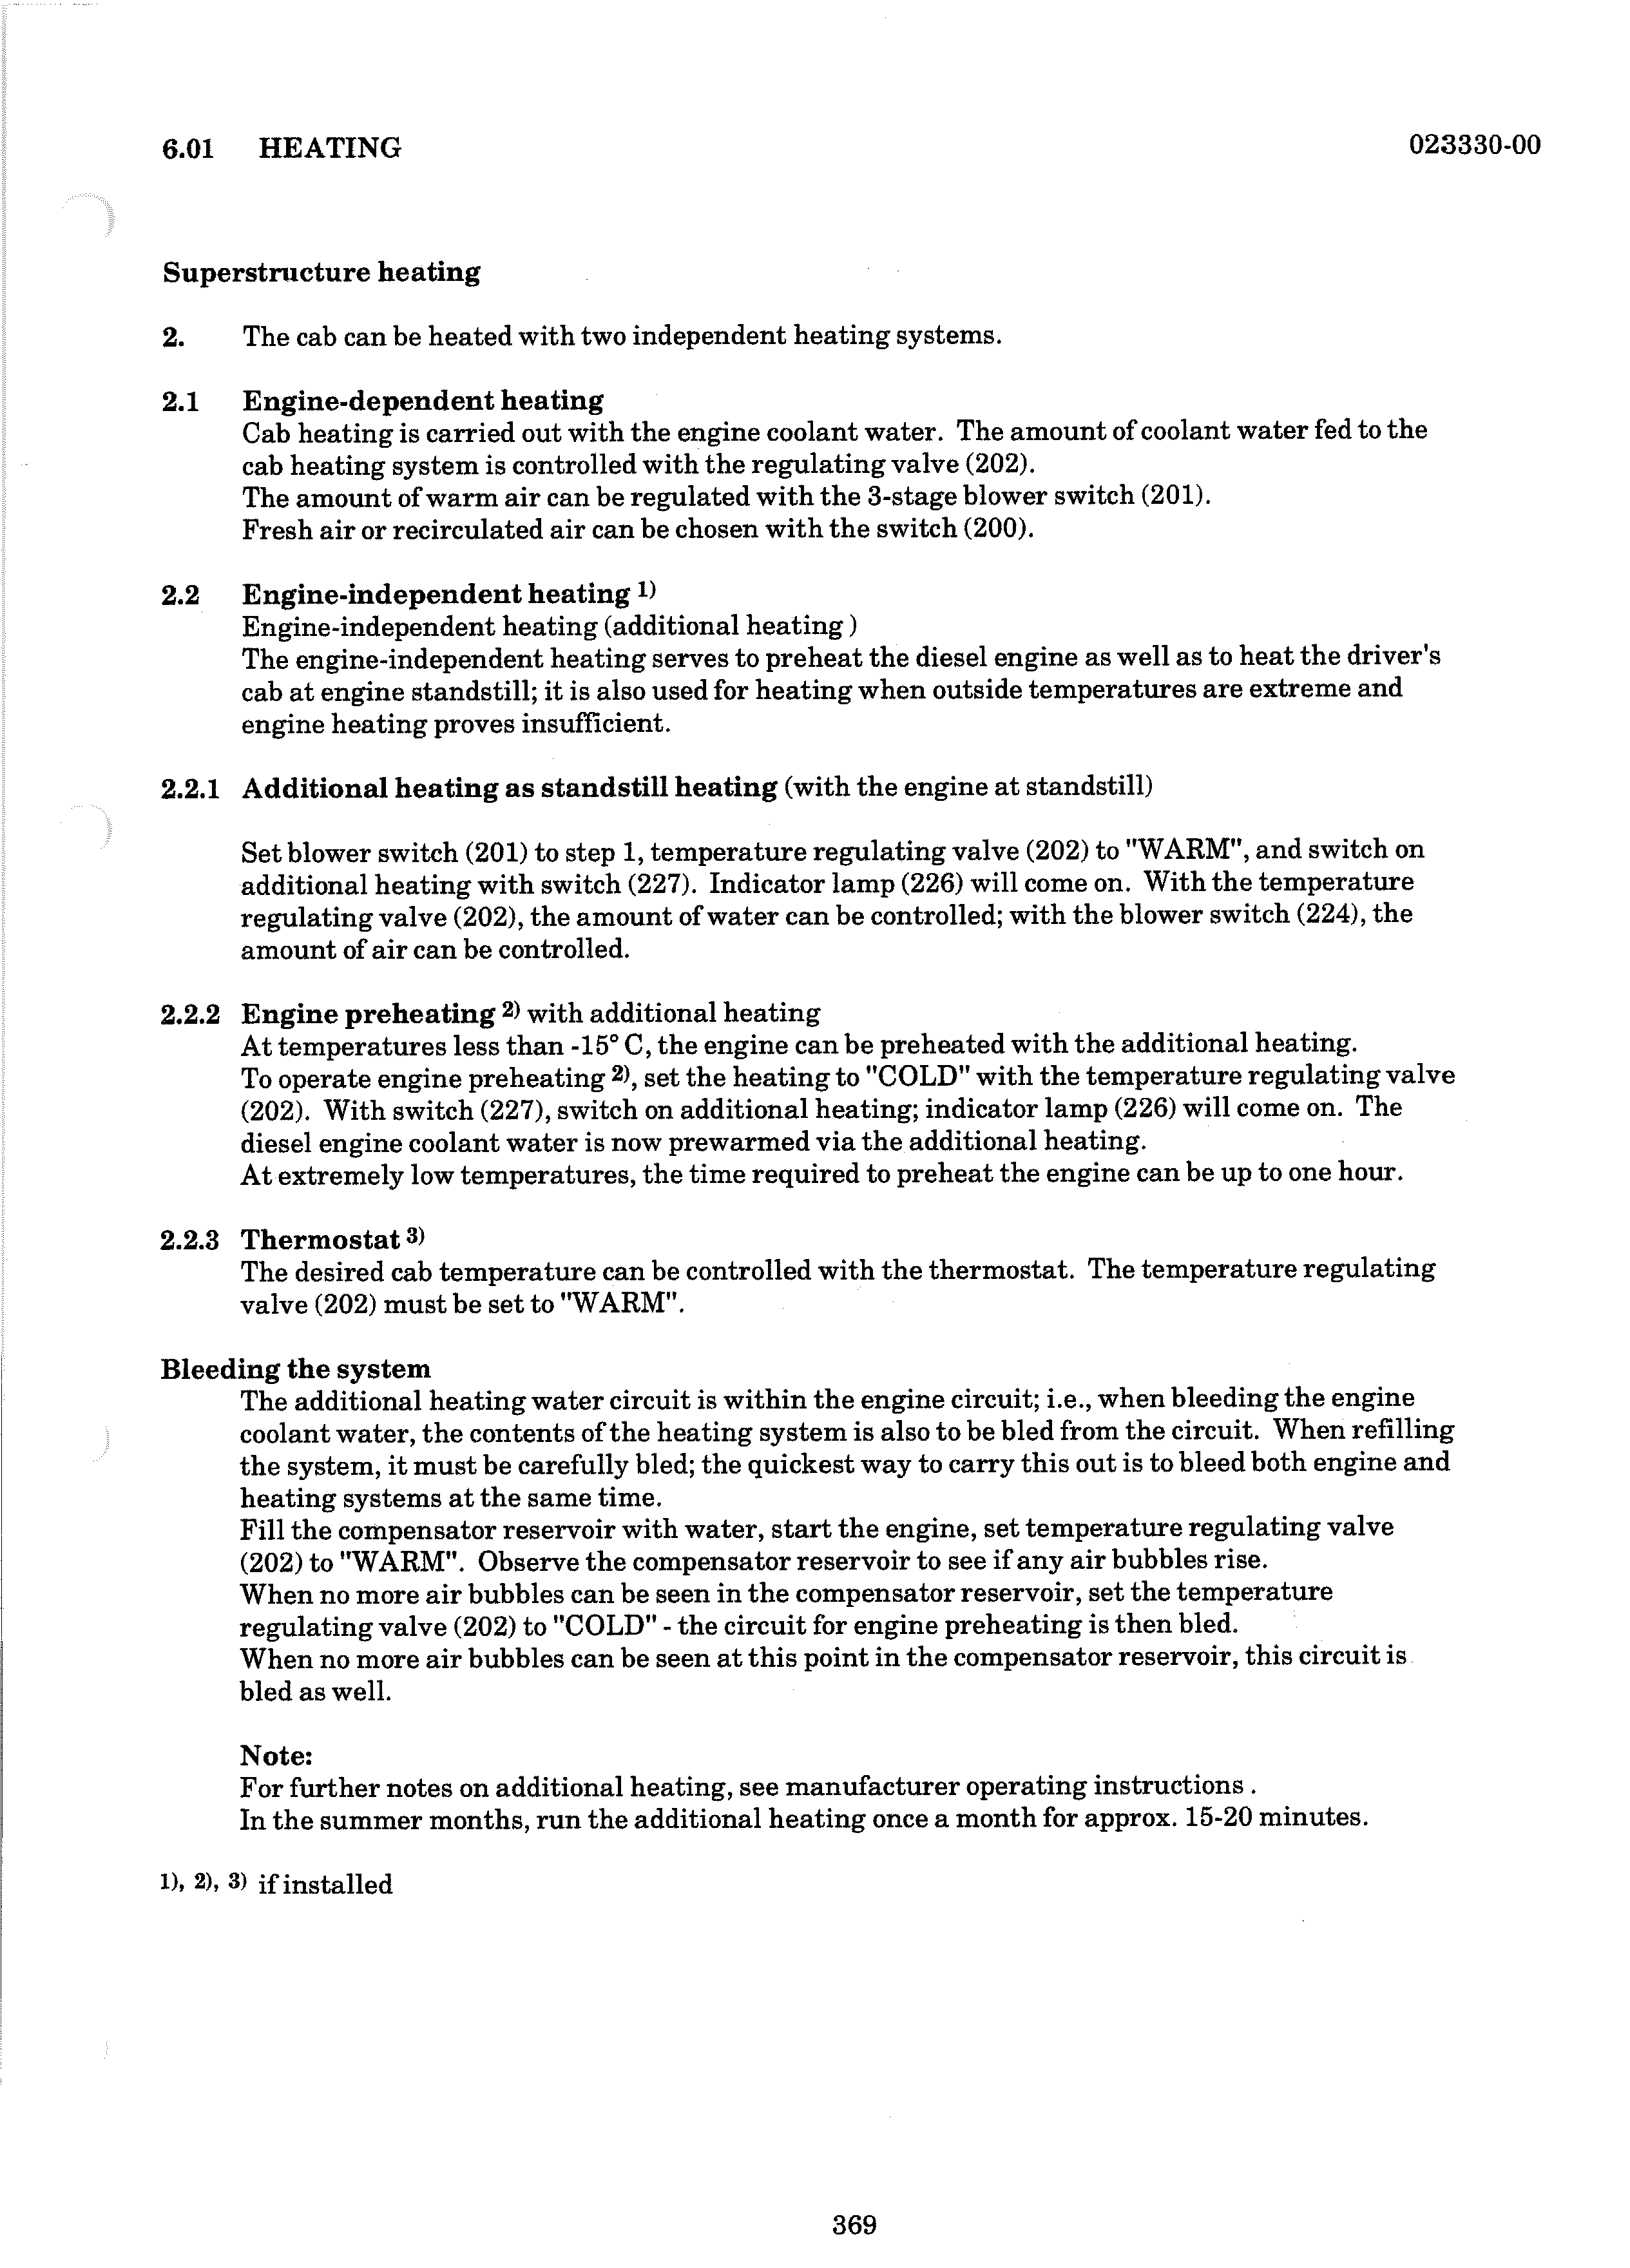 6.01 HEATING 023330-00
Superstructure heating
2. The cab can be heated with two independent heating systems.
2.1 Engine-dependent heating
Cab heating is carried out with the engine coolant water. The amount of coolant water fed to the
cab heating system is controlled with the regulating valve (202).
The amount of warm air can be regulated with the 3-stage blower switch (201).
Fresh air or recirculated air can be chosen with the switch (200).
2.2 Engine-independent heating 1)
Engine-independent heating (additional heating )
The engine-independent heating serves to preheat the diesel engine as well as to heat the driver's
cab at engine standstill; it is also used for heating when outside temperatures are extreme and
engine heating proves insufficient.
2.2.1 Additional heating as standstill heating (with the engine at standstill)
Set blower switch (201) to step 1, temperature regulating valve (202) to "WARM", and switch on
additional heating with switch (227). Indicator lamp (226) will come on. With the temperature
regulating valve (202), the amount of water can be controlled; with the blower switch (224), the
amount of air can be controlled.
2.2.2 Engine preheating 2) with additional heating
At temperatures less than -15° C, the engine can be preheated with the additional heating.
To operate engine preheating 2), set the heating to "COLD" with the temperature regulating valve
(202). With switch (227), switch on additional heating; indicator lamp (226) will come on. The
diesel engine coolant water is now prewarmed via the additional heating.
At extremely low temperatures, the time required to preheat the engine can be up to one hour.
2.2.3 Thermostat 3)
The desired cab temperature can be controlled with the thermostat. The temperature regulating
valve (202) must be set to "WARM".
Bleeding the system
The additional heating water circuit is within the engine circuit; i.e., when bleeding the engine
coolant water, the contents of the heating system is also to be bled from the circuit. When refilling
the system, it must be carefully bled; the quickest way to carry this out is to bleed both engine and
heating systems at the same time.
Fill the compensator reservoir with water, start the engine, set temperature regulating valve
(202) to "WARM". Observe the compensator reservoir to see if any air bubbles rise.
When no more air bubbles can be seen in the compensator reservoir, set the temperature
regulating valve (202) to "COLD" - the circuit for engine preheating is then bled.
When no more air bubbles can be seen at this point in the compensator reservoir, this circuit is
bled as well.
Note:
For further notes on additional heating, see manufacturer operating instructions .
In the summer months, run the additional heating once a month for approx. 15-20 minutes.
1), 2), 3) if installed
369